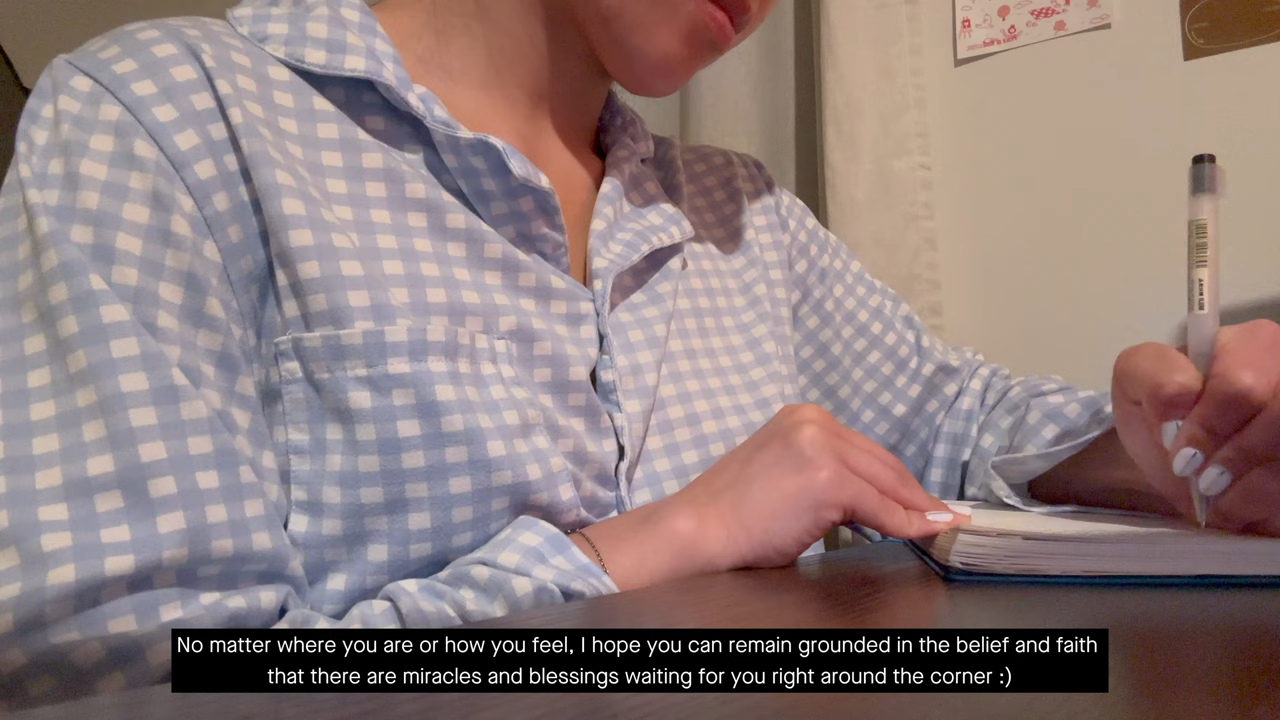 No matter where you are or how you feel, I hope you can remain grounded in the belief and faith
that there are miracles and blessings waiting for you right around the corner :)